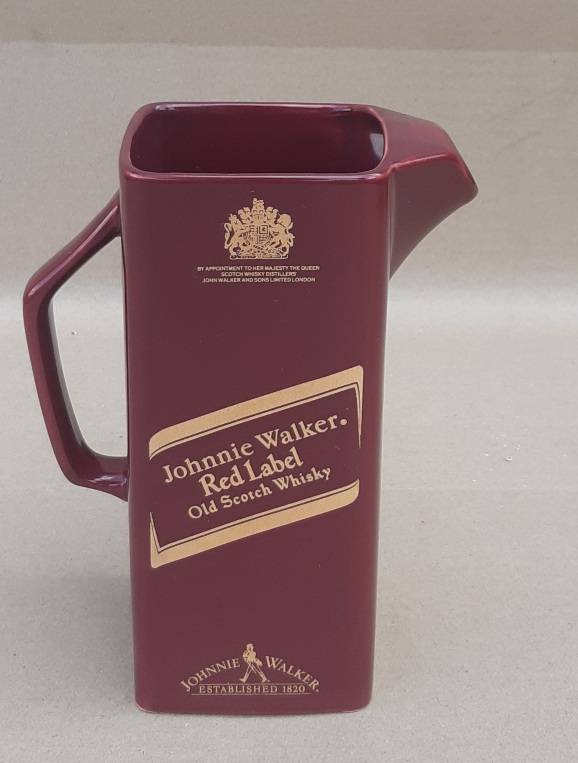 BY APPOINTMENT TO HER MAJESTY THE QUEEN
SCOTCH WHISKY DISTILLERS
JOHN WALKER AND SONS LIMITED LONDON
Johnnie Walker.
Red Label
Old Scotch Whisky
JOHNNIE WALKER.
ESTABLISHED 1820